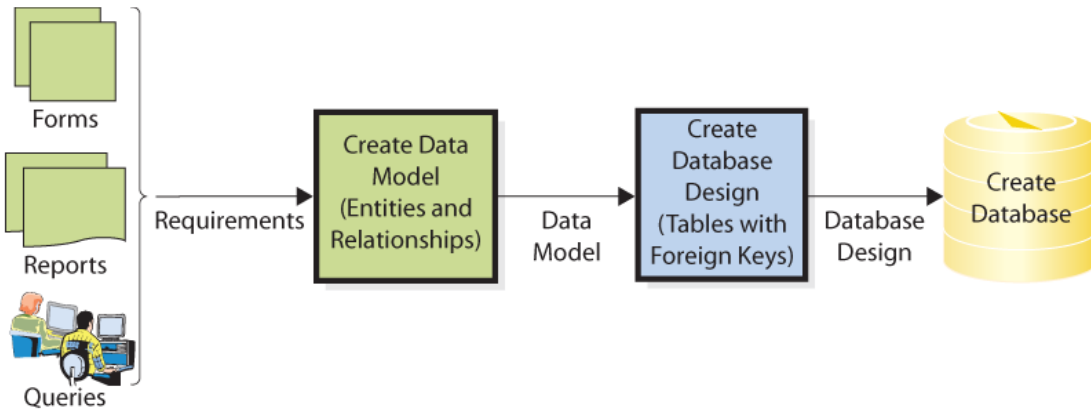 Forms
Reports
Queries
Requirements
Create Data
Model
(Entities and
Relationships)
Data
Model
Create
Database
Design
(Tables with
Foreign Keys)
Database
Design
Create
Database